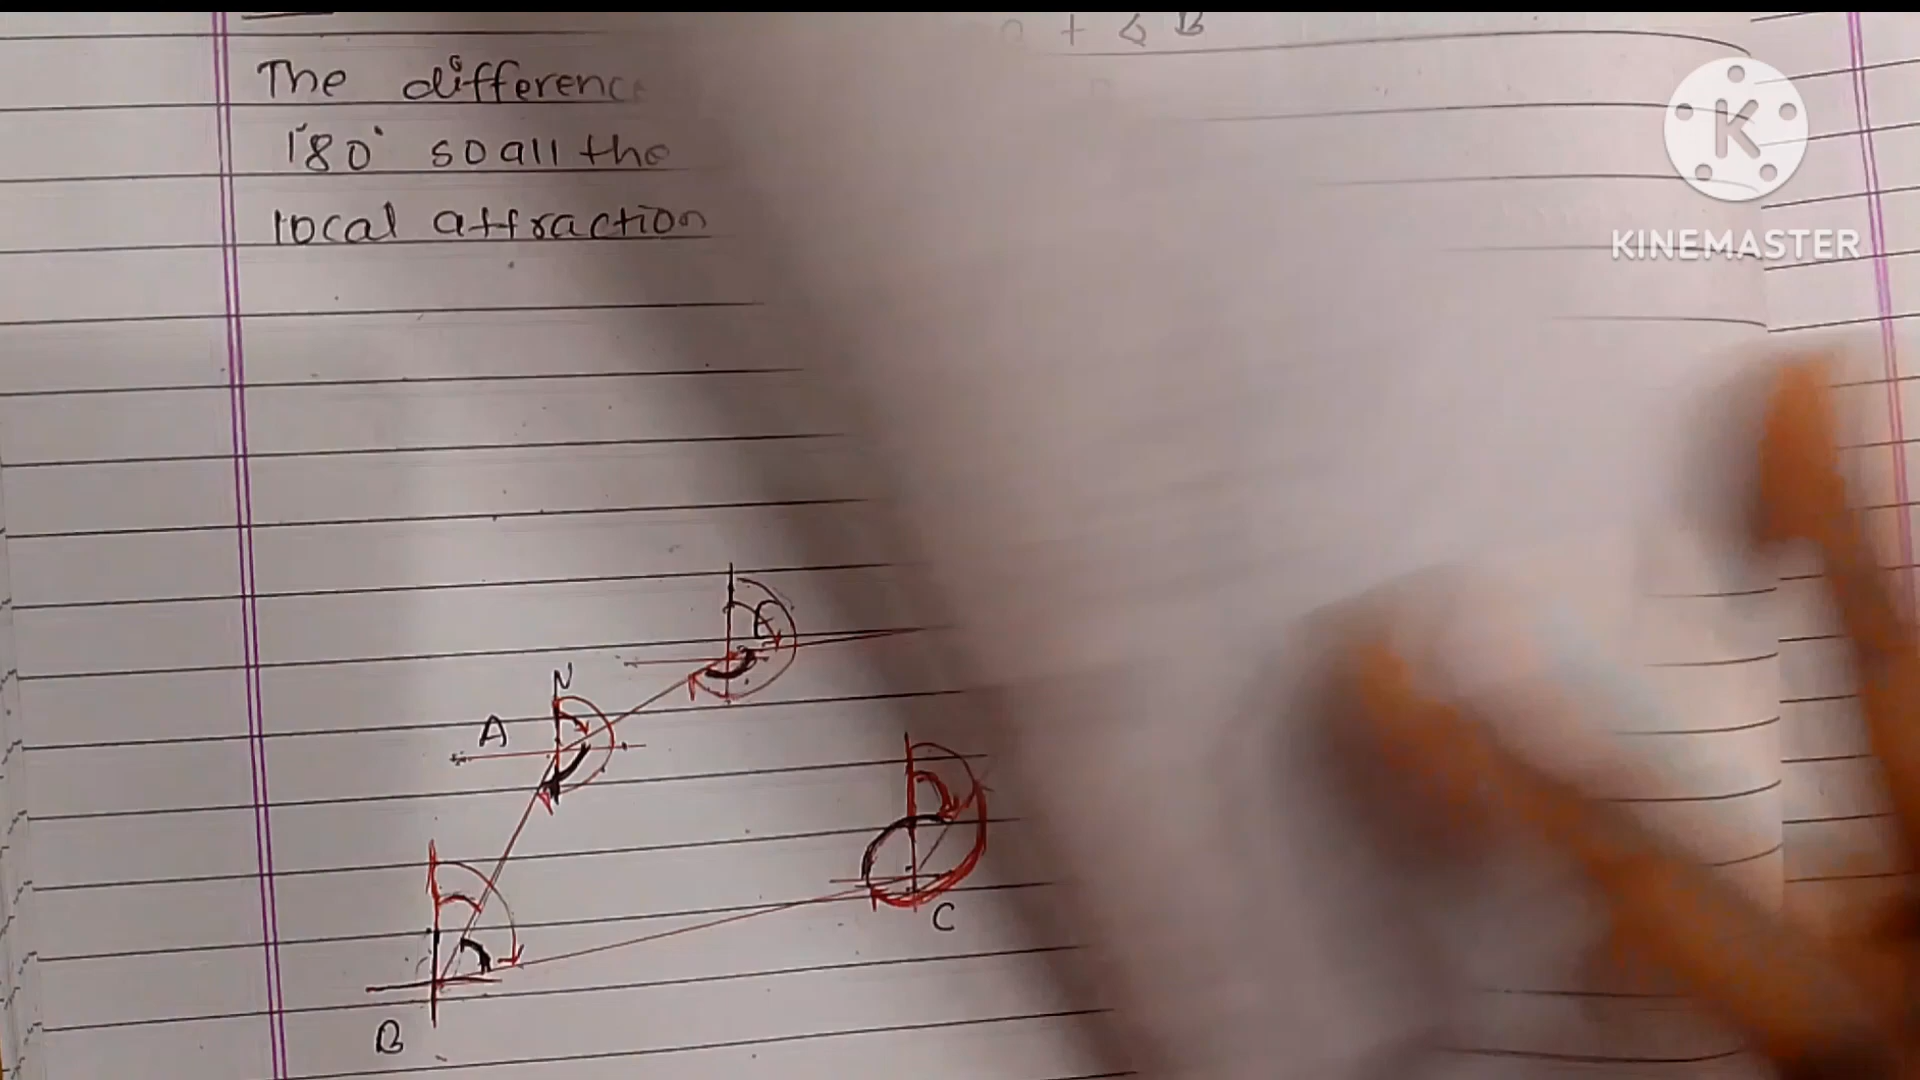 + B
The differenc
180° so all the
local attraction
K
KINEMASTER
N
A
C
B